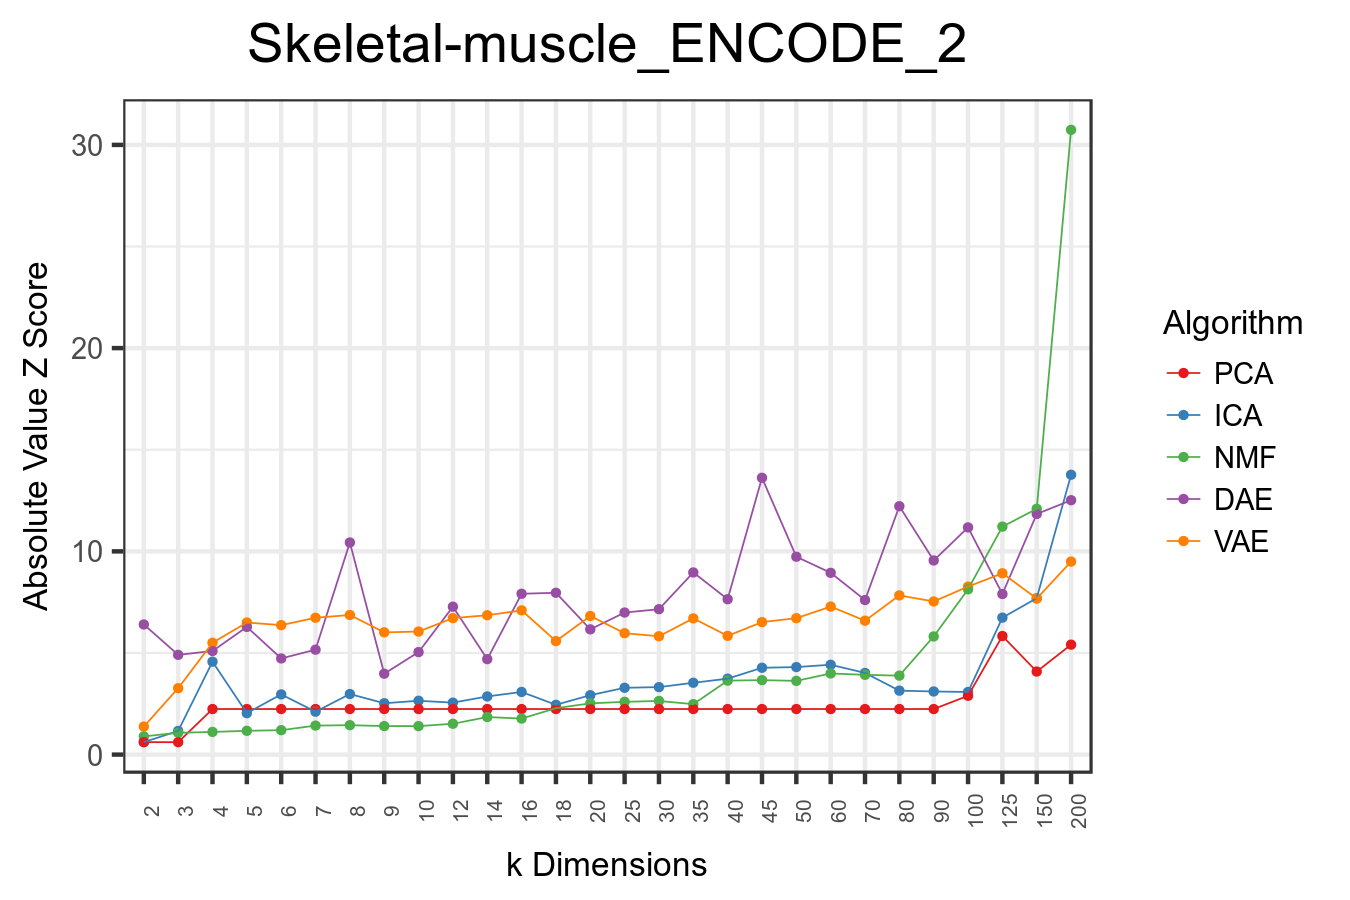 Skeletal-muscle_ENCODE_2
Absolute Value Z Score
30
20
10
0
2 3 4 5 6 7 8 9 10 12 14 16 18 20 25 30 35 40 45 50 60 70 80 90 100 125 150 200
k Dimensions
Algorithm
PCA
ICA
NMF
DAE
VAE